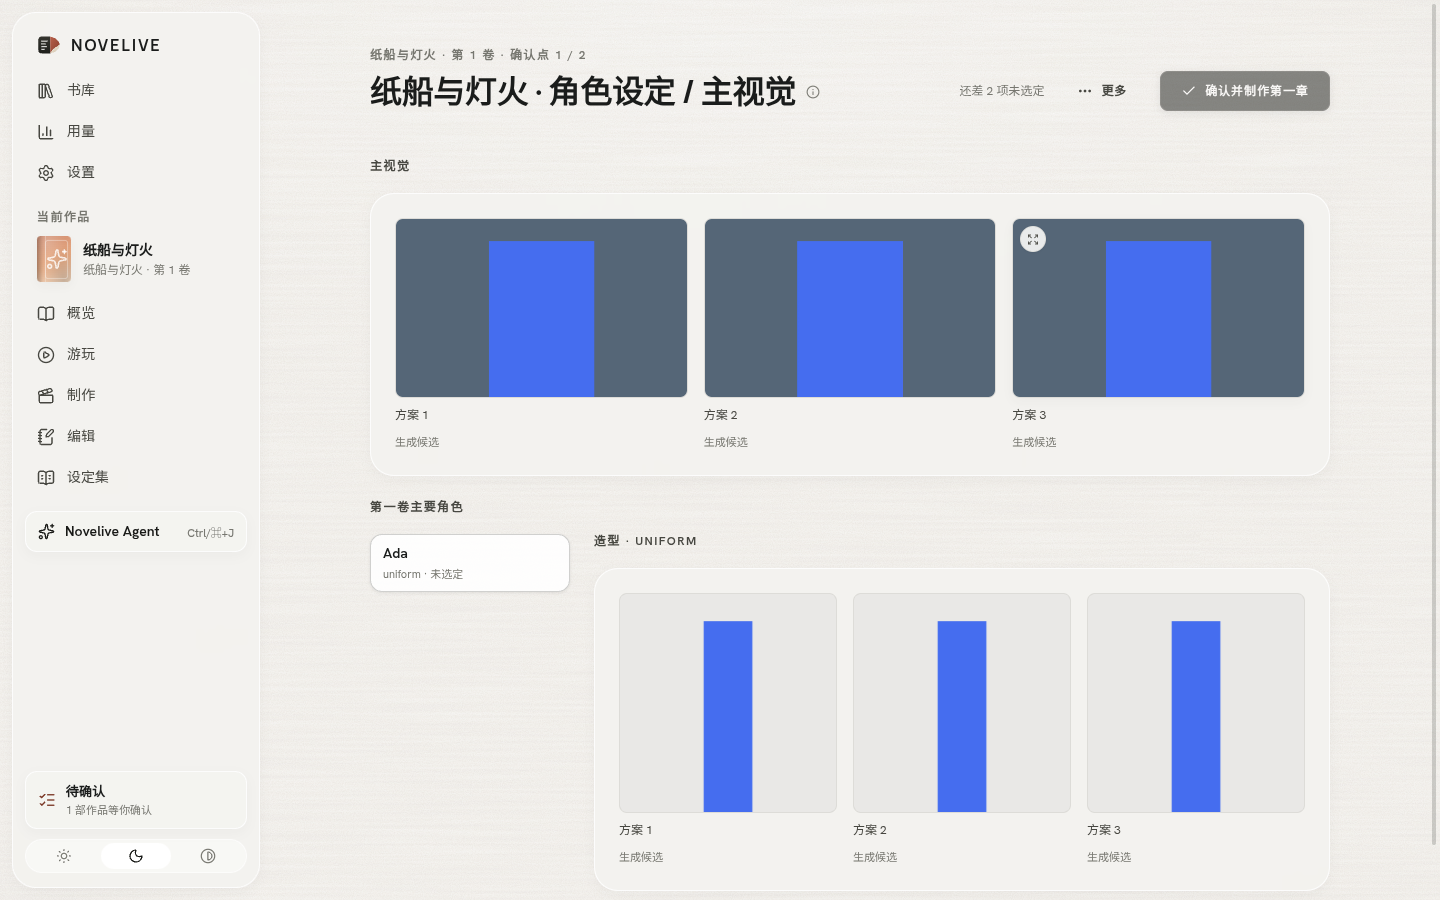 NOVELIVE
书库
用量
设置
当前作品
纸船与灯火
纸船与灯火 · 第 1 卷
概览
游玩
制作
编辑
设定集
Novelive Agent
Ctrl/⌘+J
待确认
1 部作品等你确认
纸船与灯火 · 第 1 卷 · 确认点 1 / 2
纸船与灯火 · 角色设定 / 主视觉
还差 2 项未选定
更多
确认并制作第一章
主视觉
方案 1
生成候选
方案 2
生成候选
方案 3
生成候选
第一卷主要角色
Ada
uniform · 未选定
造型 · UNIFORM
方案 1
生成候选
方案 2
生成候选
方案 3
生成候选